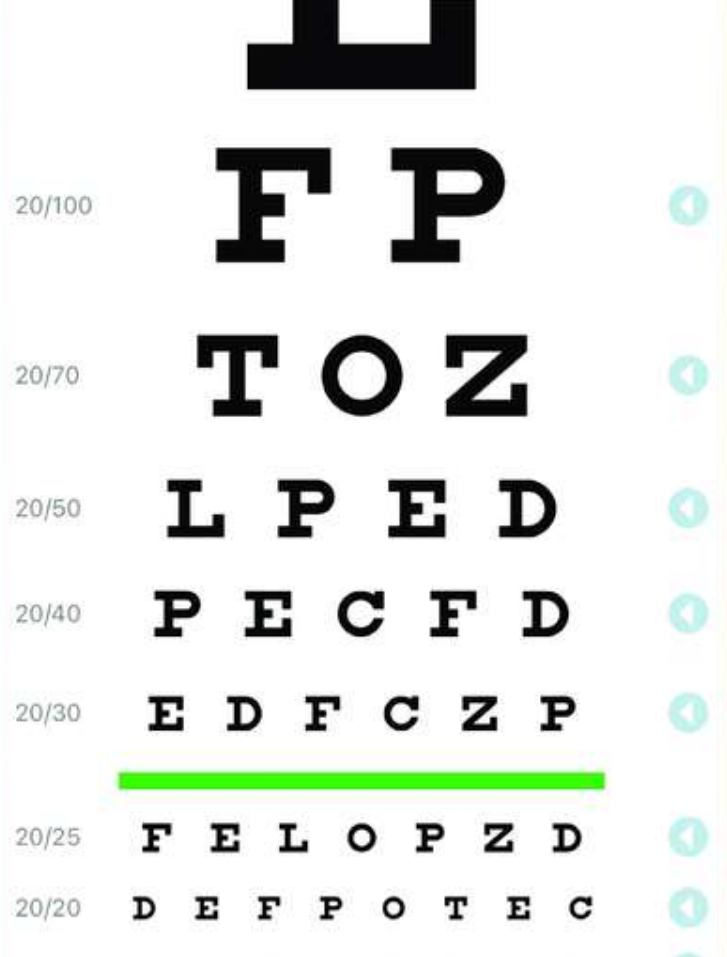 E
20/100 F P
20/70 T O Z
20/50 L P E D
20/40 P E C F D
20/30 E D F C Z P
20/25 F E L O P Z D
20/20 D E F P O T E C